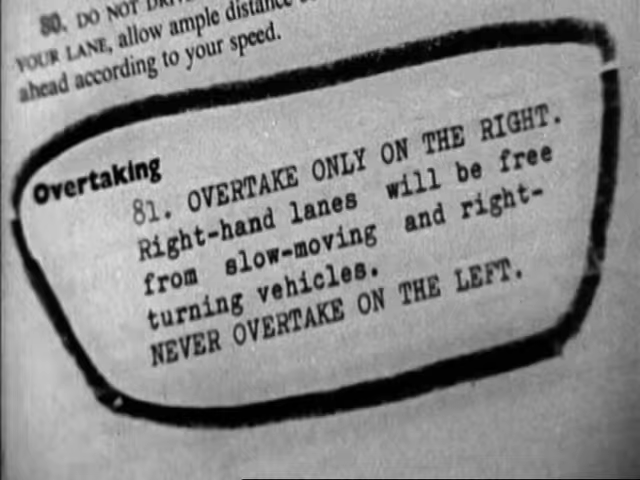 80. DO NOT
YOUR LANE, allow ample distance
ahead according to your speed.
Overtaking
81. OVERTAKE ONLY ON THE RIGHT.
Right-hand lanes will be free
from slow-moving and right-
turning vehicles.
NEVER OVERTAKE ON THE LEFT.